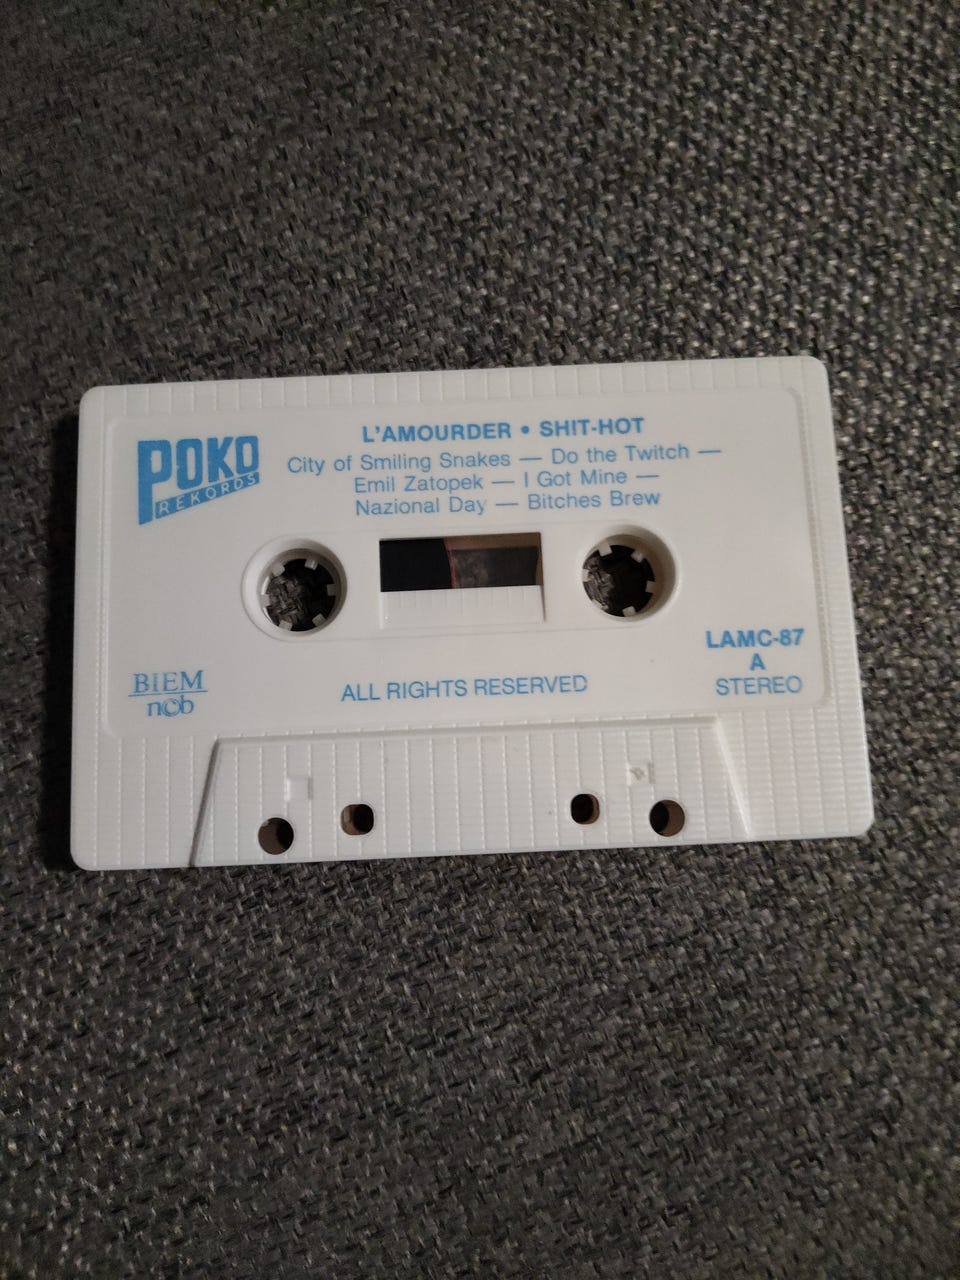 POKO
REKORDS
L'AMOURDER • SHIT-HOT
City of Smiling Snakes — Do the Twitch —
Emil Zatopek — I Got Mine —
Nazional Day — Bitches Brew
BIEM
ncb
ALL RIGHTS RESERVED
LAMC-87
A
STEREO